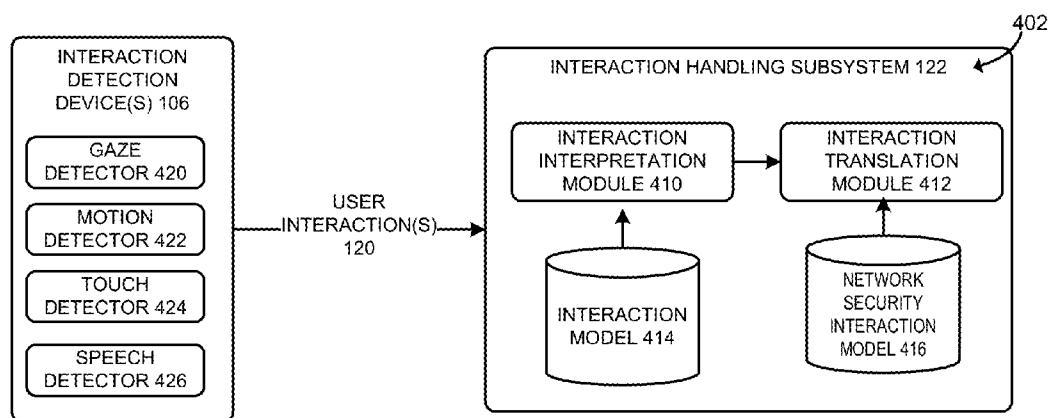 402
INTERACTION
DETECTION
DEVICE(S) 106
GAZE
DETECTOR 420
MOTION
DETECTOR 422
TOUCH
DETECTOR 424
SPEECH
DETECTOR 426
USER
INTERACTION(S)
120
INTERACTION HANDLING SUBSYSTEM 122
INTERACTION
INTERPRETATION
MODULE 410
INTERACTION
TRANSLATION
MODULE 412
INTERACTION
MODEL 414
NETWORK
SECURITY
INTERACTION
MODEL 416